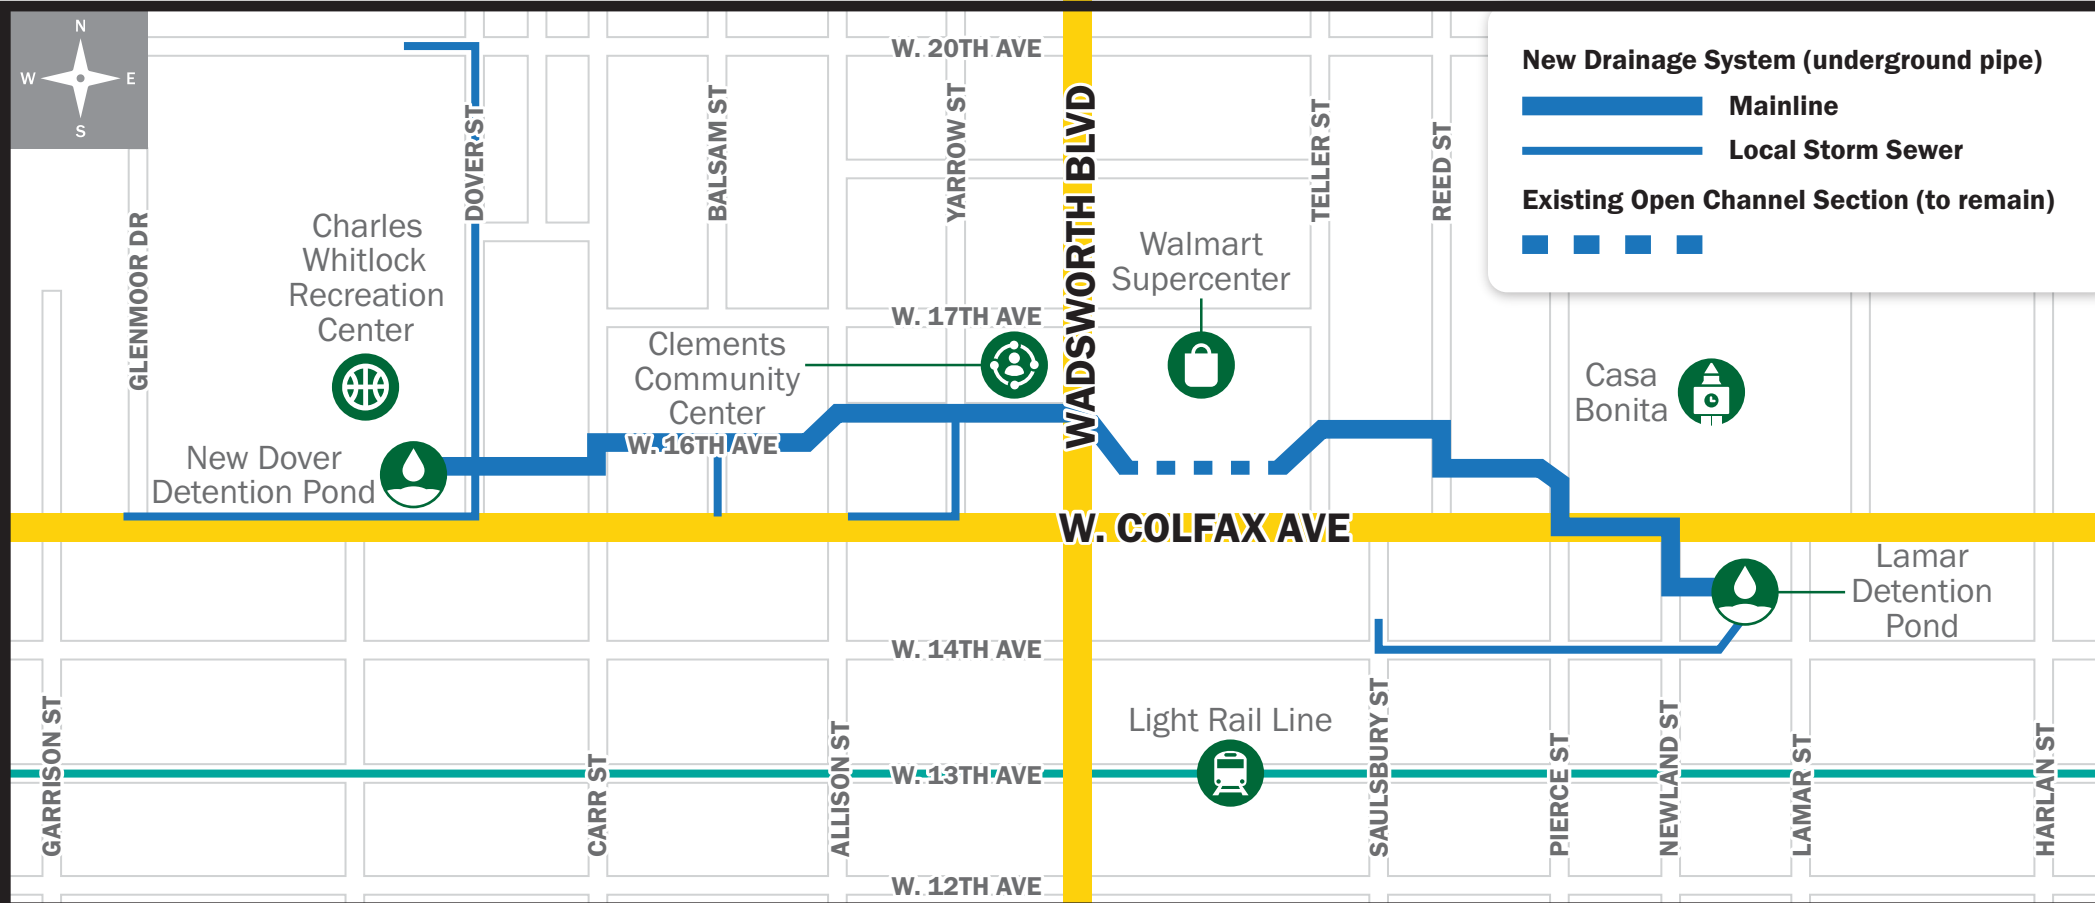 N
W
E
S
W. 20TH AVE
New Drainage System (underground pipe)
Mainline
Local Storm Sewer
Existing Open Channel Section (to remain)
GLENMOOR DR
DOVER ST
BALSAM ST
YARROW ST
WADSWORTH BLVD
TELLER ST
REED ST
Charles
Whitlock
Recreation
Center
Walmart
Supercenter
W. 17TH AVE
Clements
Community
Center
Casa
Bonita
W. 16TH AVE
New Dover
Detention Pond
W. COLFAX AVE
Lamar
Detention
Pond
W. 14TH AVE
Light Rail Line
W. 13TH AVE
GARRISON ST
CARR ST
ALLISON ST
SAULSBURY ST
PIERCE ST
NEWLAND ST
LAMAR ST
HARLAN ST
W. 12TH AVE